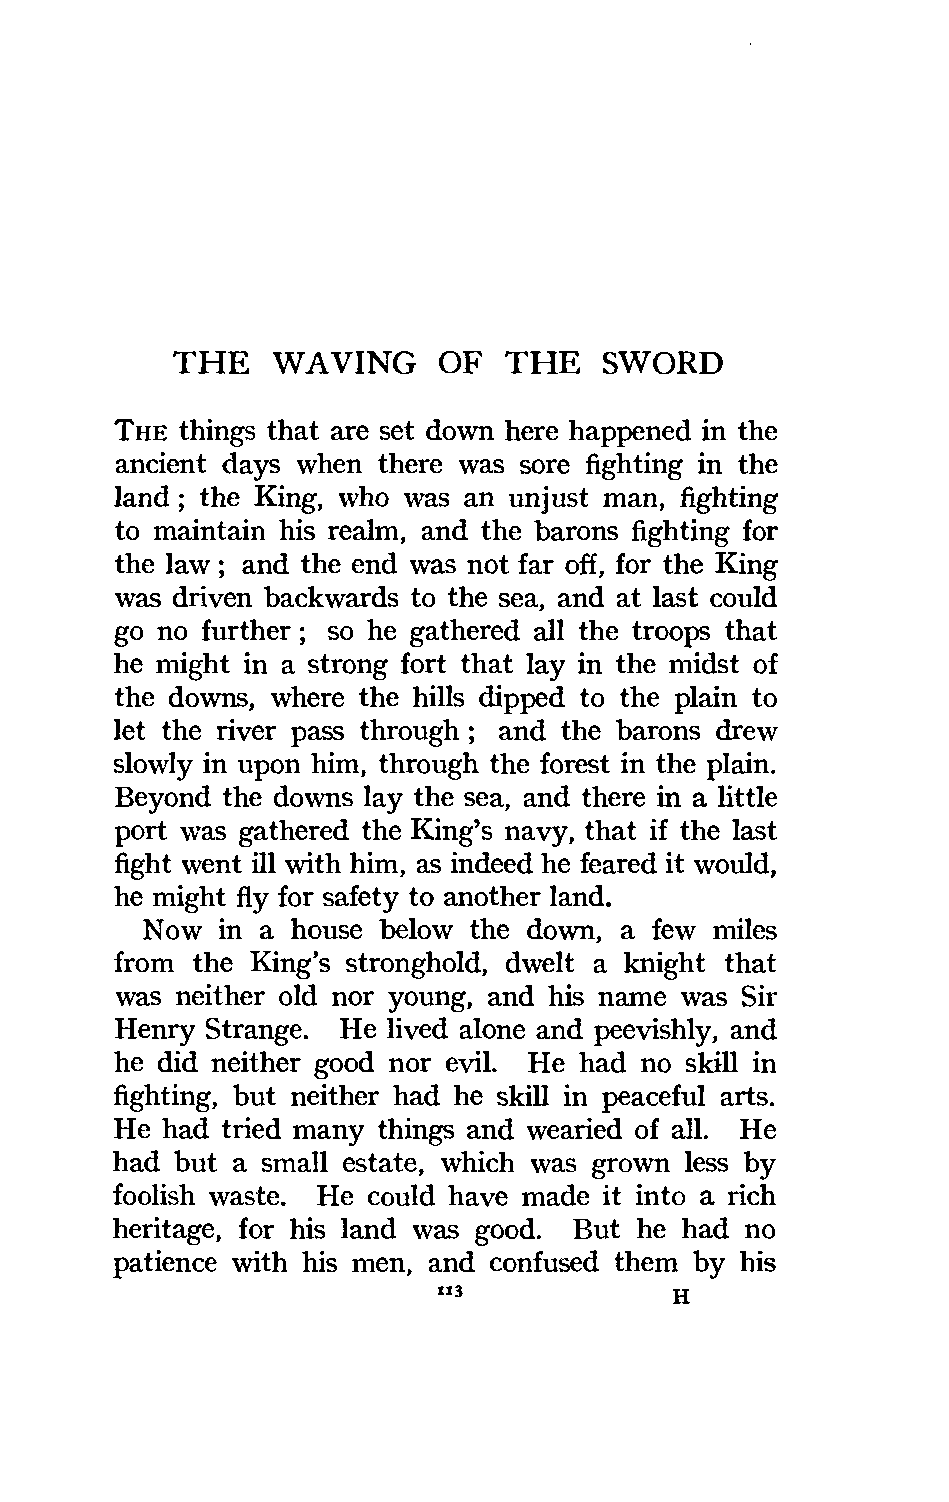 THE WAVING OF THE SWORD
THE things that are set down here happened in the
ancient days when there was sore fighting in the
land ; the King, who was an unjust man, fighting
to maintain his realm, and the barons fighting for
the law ; and the end was not far off, for the King
was driven backwards to the sea, and at last could
go no further ; so he gathered all the troops that
he might in a strong fort that lay in the midst of
the downs, where the hills dipped to the plain to
let the river pass through ; and the barons drew
slowly in upon him, through the forest in the plain.
Beyond the downs lay the sea, and there in a little
port was gathered the King's navy, that if the last
fight went ill with him, as indeed he feared it would,
he might fly for safety to another land.
Now in a house below the down, a few miles
from the King's stronghold, dwelt a knight that
was neither old nor young, and his name was Sir
Henry Strange. He lived alone and peevishly, and
he did neither good nor evil. He had no skill in
fighting, but neither had he skill in peaceful arts.
He had tried many things and wearied of all. He
had but a small estate, which was grown less by
foolish waste. He could have made it into a rich
heritage, for his land was good. But he had no
patience with his men, and confused them by his
113 H